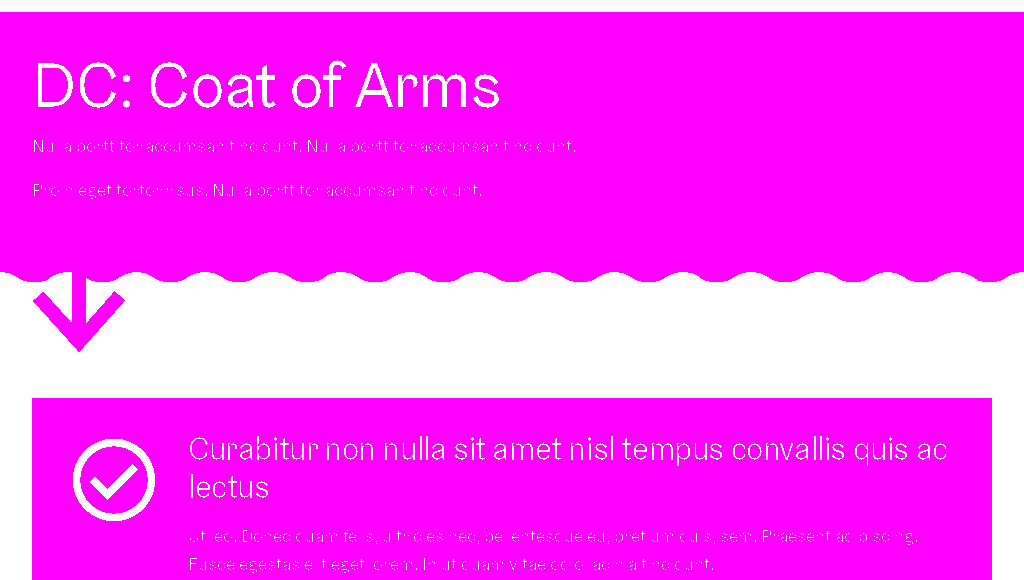 DC: Coat of Arms
Nulla porttitor accumsan tincidunt. Nulla porttitor accumsan tincidunt.
Proin eget tortor risus. Nulla porttitor accumsan tincidunt.
Curabitur non nulla sit amet nisl tempus convallis quis ac
lectus
Ut leo. Donec quam felis, ultricies nec, pellentesque eu, pretium quis, sem. Praesent adipiscing.
Fusce egestas elit eget lorem. In ut quam vitae odio lacinia tincidunt.